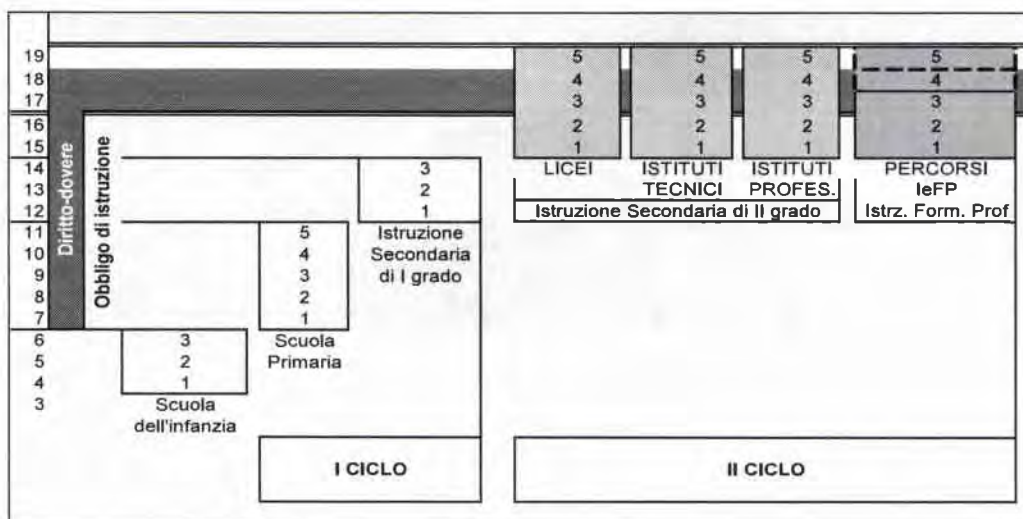 19 5 5 5 5
18 4 4 4 4
17 3 3 3 3
16 2 2 2 2
15 1 1 1 1
14 3 LICEI ISTITUTI ISTITUTI PERCORSI
13 2 TECNICI PROFES. IeFP
12 1 Istruzione Secondaria di II grado Istrz. Form. Prof
Diritto-dovere
Obbligo di istruzione
11 5 Istruzione
10 4 Secondaria
9 3 di I grado
8 2
7 1
6 3 Scuola
5 2 Primaria
4 1
3 Scuola
dell'infanzia
I CICLO II CICLO